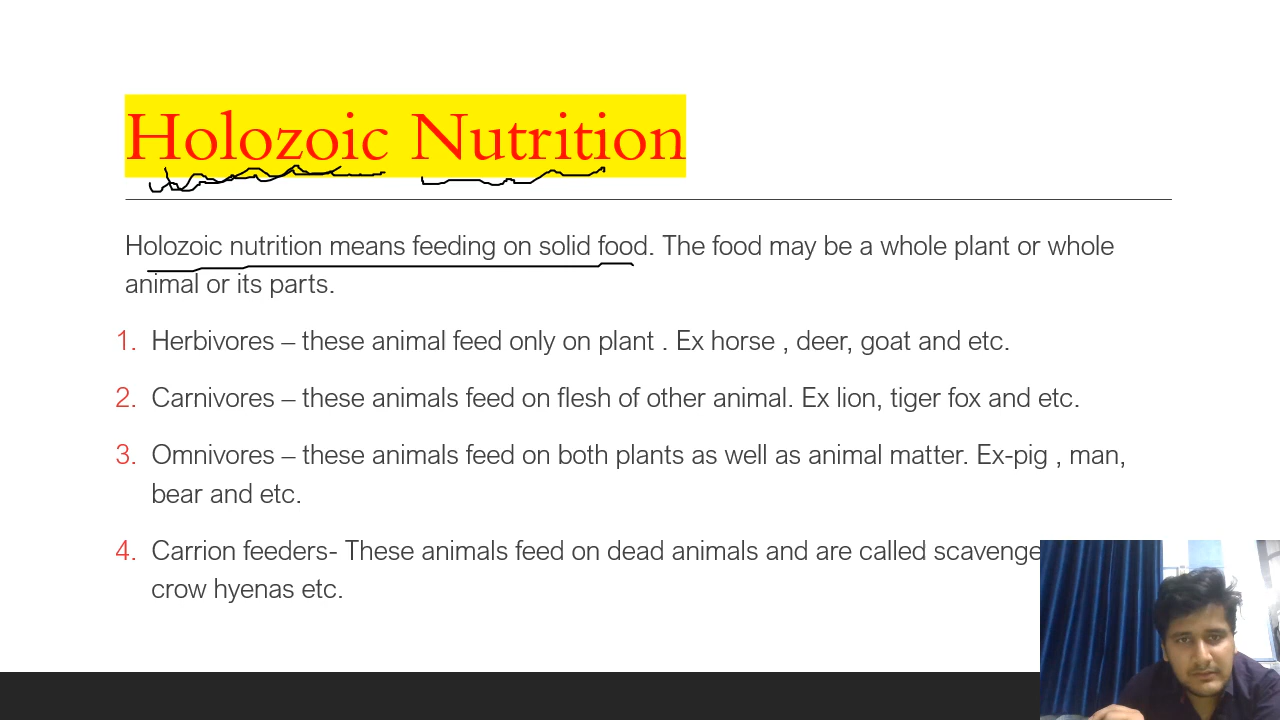 Holozoic Nutrition
Holozoic nutrition means feeding on solid food. The food may be a whole plant or whole
animal or its parts.
1. Herbivores – these animal feed only on plant . Ex horse , deer, goat and etc.
2. Carnivores – these animals feed on flesh of other animal. Ex lion, tiger fox and etc.
3. Omnivores – these animals feed on both plants as well as animal matter. Ex-pig , man,
bear and etc.
4. Carrion feeders- These animals feed on dead animals and are called
crow hyenas etc.